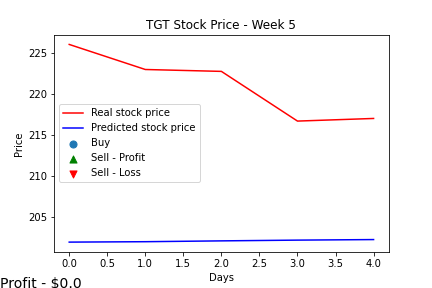 TGT Stock Price - Week 5
225
220
215
210
205
Price
Real stock price
Predicted stock price
Buy
Sell - Profit
Sell - Loss
0.0 0.5 1.0 1.5 2.0 2.5 3.0 3.5 4.0
Days
Profit - $0.0